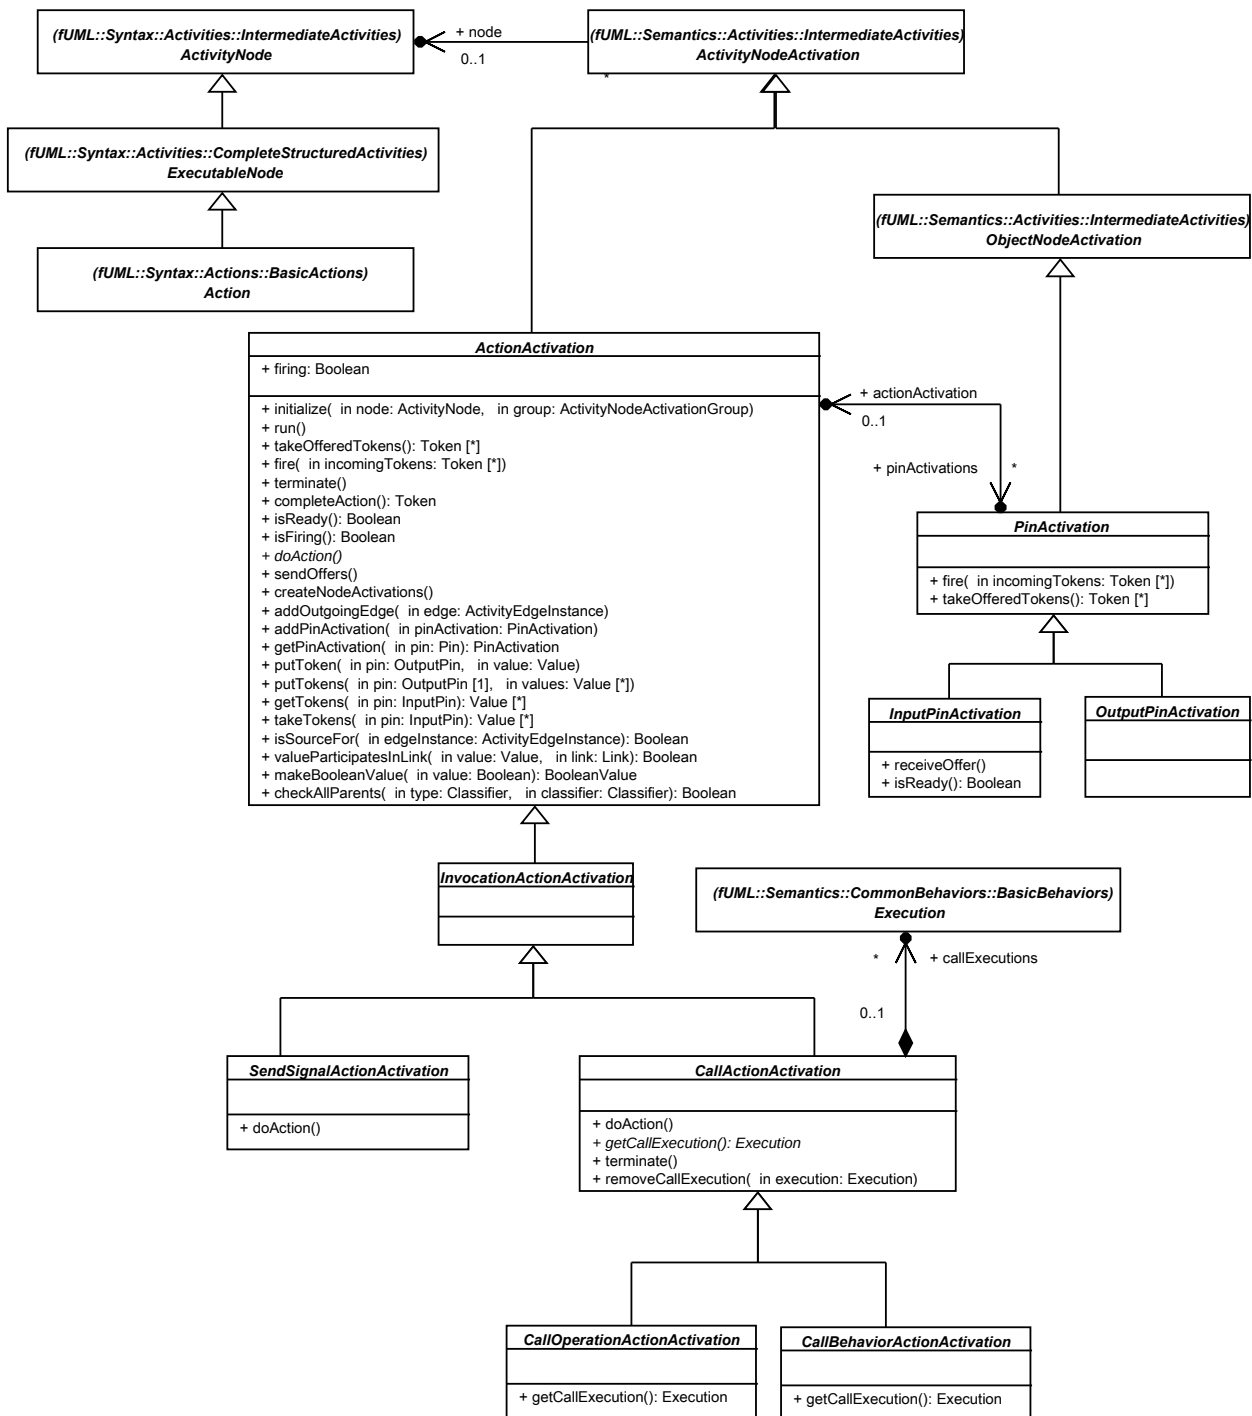 (fUML::Syntax::Activities::IntermediateActivities)
ActivityNode
+ node
0..1
(fUML::Semantics::Activities::IntermediateActivities)
ActivityNodeActivation
*
(fUML::Syntax::Activities::CompleteStructuredActivities)
ExecutableNode
(fUML::Semantics::Activities::IntermediateActivities)
ObjectNodeActivation
(fUML::Syntax::Actions::BasicActions)
Action
ActionActivation
+ firing: Boolean
+ initialize( in node: ActivityNode, in group: ActivityNodeActivationGroup)
+ run()
+ takeOfferedTokens(): Token [*]
+ fire( in incomingTokens: Token [*])
+ terminate()
+ completeAction(): Token
+ isReady(): Boolean
+ isFiring(): Boolean
+ doAction()
+ sendOffers()
+ createNodeActivations()
+ addOutgoingEdge( in edge: ActivityEdgeInstance)
+ addPinActivation( in pinActivation: PinActivation)
+ getPinActivation( in pin: Pin): PinActivation
+ putToken( in pin: OutputPin, in value: Value)
+ putTokens( in pin: OutputPin [1], in values: Value [*])
+ getTokens( in pin: InputPin): Value [*]
+ takeTokens( in pin: InputPin): Value [*]
+ isSourceFor( in edgeInstance: ActivityEdgeInstance): Boolean
+ valueParticipatesInLink( in value: Value, in link: Link): Boolean
+ makeBooleanValue( in value: Boolean): BooleanValue
+ checkAllParents( in type: Classifier, in classifier: Classifier): Boolean
+ actionActivation
0..1
+ pinActivations
*
PinActivation
+ fire( in incomingTokens: Token [*])
+ takeOfferedTokens(): Token [*]
InputPinActivation
+ receiveOffer()
+ isReady(): Boolean
OutputPinActivation
InvocationActionActivation
(fUML::Semantics::CommonBehaviors::BasicBehaviors)
Execution
*
+ callExecutions
0..1
SendSignalActionActivation
+ doAction()
CallActionActivation
+ doAction()
+ getCallExecution(): Execution
+ terminate()
+ removeCallExecution( in execution: Execution)
CallOperationActionActivation
+ getCallExecution(): Execution
CallBehaviorActionActivation
+ getCallExecution(): Execution